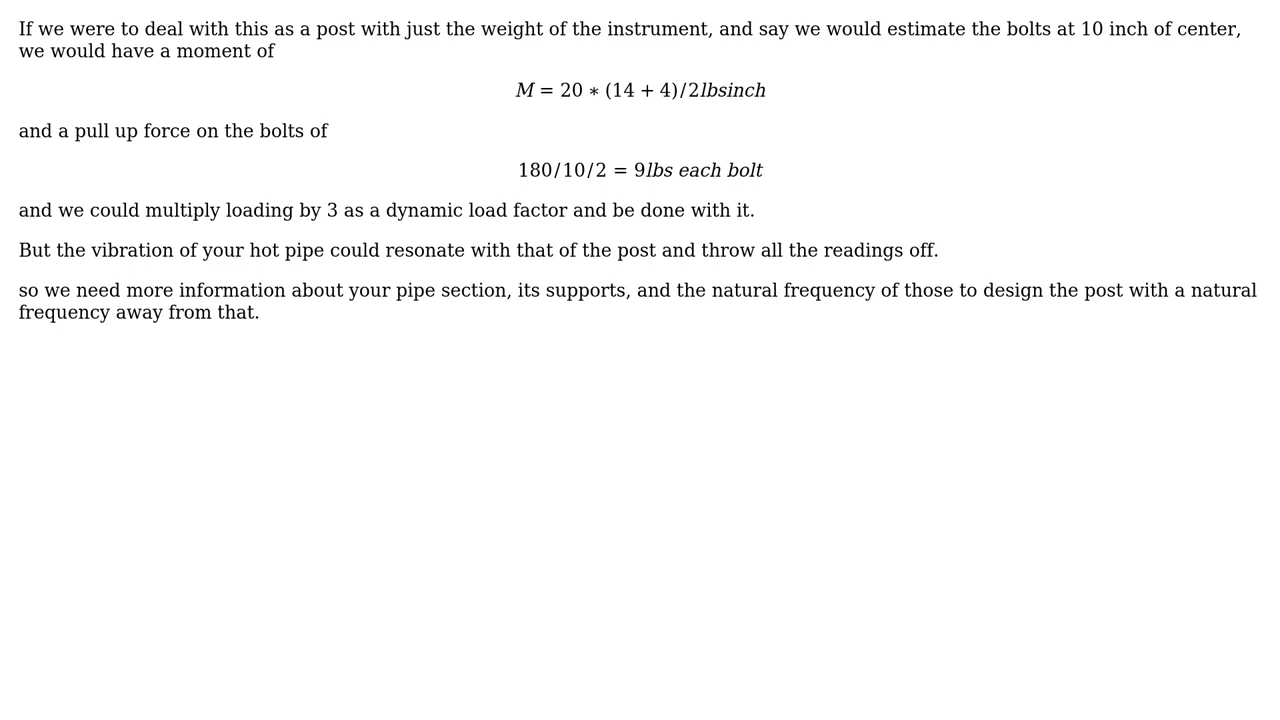 If we were to deal with this as a post with just the weight of the instrument, and say we would estimate the bolts at 10 inch of center,
we would have a moment of
M = 20 ∗ (14 + 4)/2lbsinch
and a pull up force on the bolts of
180/10/2 = 9lbs each bolt
and we could multiply loading by 3 as a dynamic load factor and be done with it.
But the vibration of your hot pipe could resonate with that of the post and throw all the readings off.
so we need more information about your pipe section, its supports, and the natural frequency of those to design the post with a natural
frequency away from that.